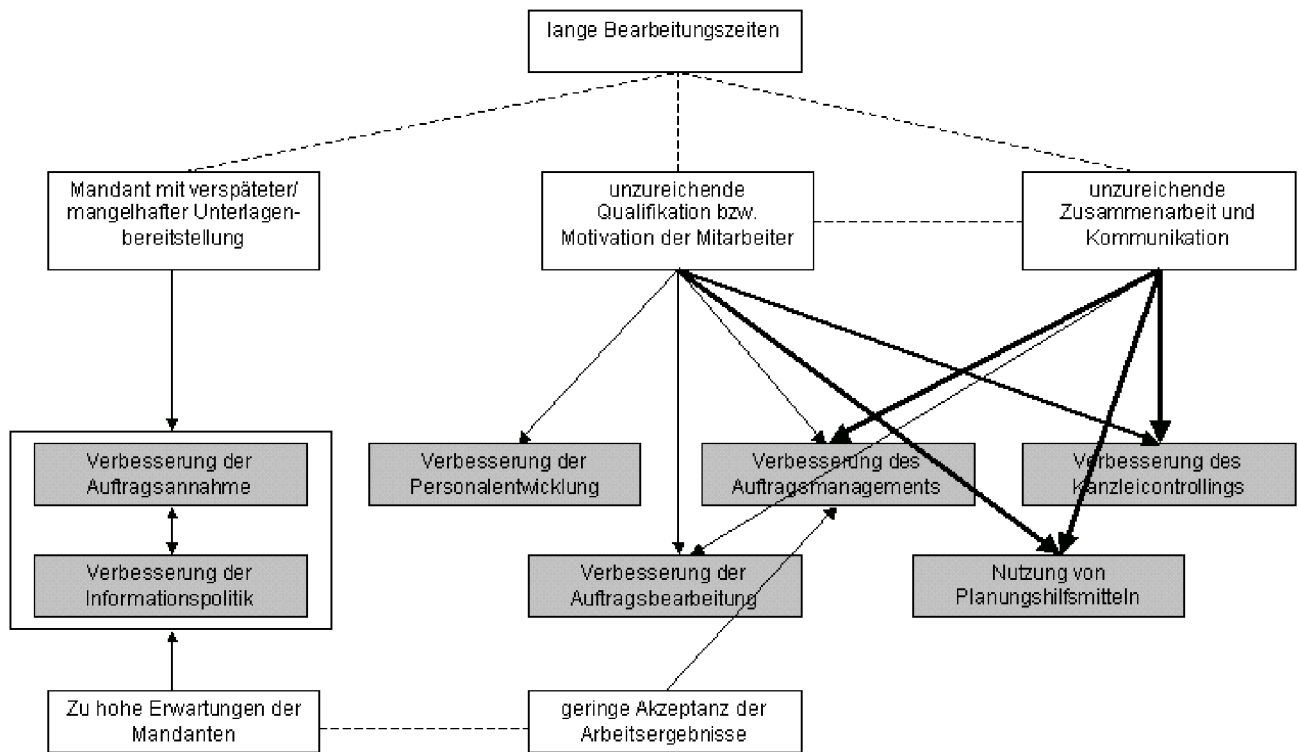 lange Bearbeitungszeiten
Mandant mit verspäteter/
mangelhafter Unterlagen-
bereitstellung
unzureichende
Qualifikation bzw.
Motivation der Mitarbeiter
unzureichende
Zusammenarbeit und
Kommunikation
Verbesserung der
Auftragsannahme
Verbesserung der
Personalentwicklung
Verbesserung des
Auftragsmanagements
Verbesserung des
Kanzleicontrollings
Verbesserung der
Informationspolitik
Verbesserung der
Auftragsbearbeitung
Nutzung von
Planungshilfsmitteln
Zu hohe Erwartungen der
Mandanten
geringe Akzeptanz der
Arbeitsergebnisse